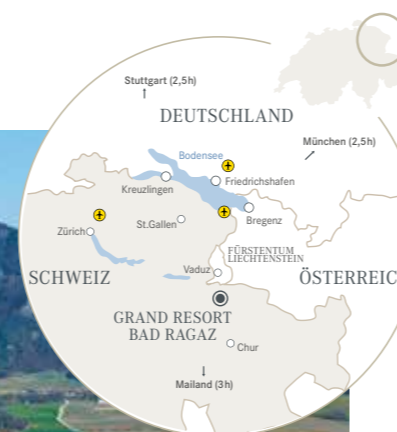 Stuttgart (2,5h)
DEUTSCHLAND
München (2,5h)
Bodensee
Friedrichshafen
Kreuzlingen
Bregenz
St.Gallen
Zürich
FÜRSTENTUM
LIECHTENSTEIN
Vaduz
SCHWEIZ
ÖSTERREIC
GRAND RESORT
BAD RAGAZ
Chur
Mailand (3h)